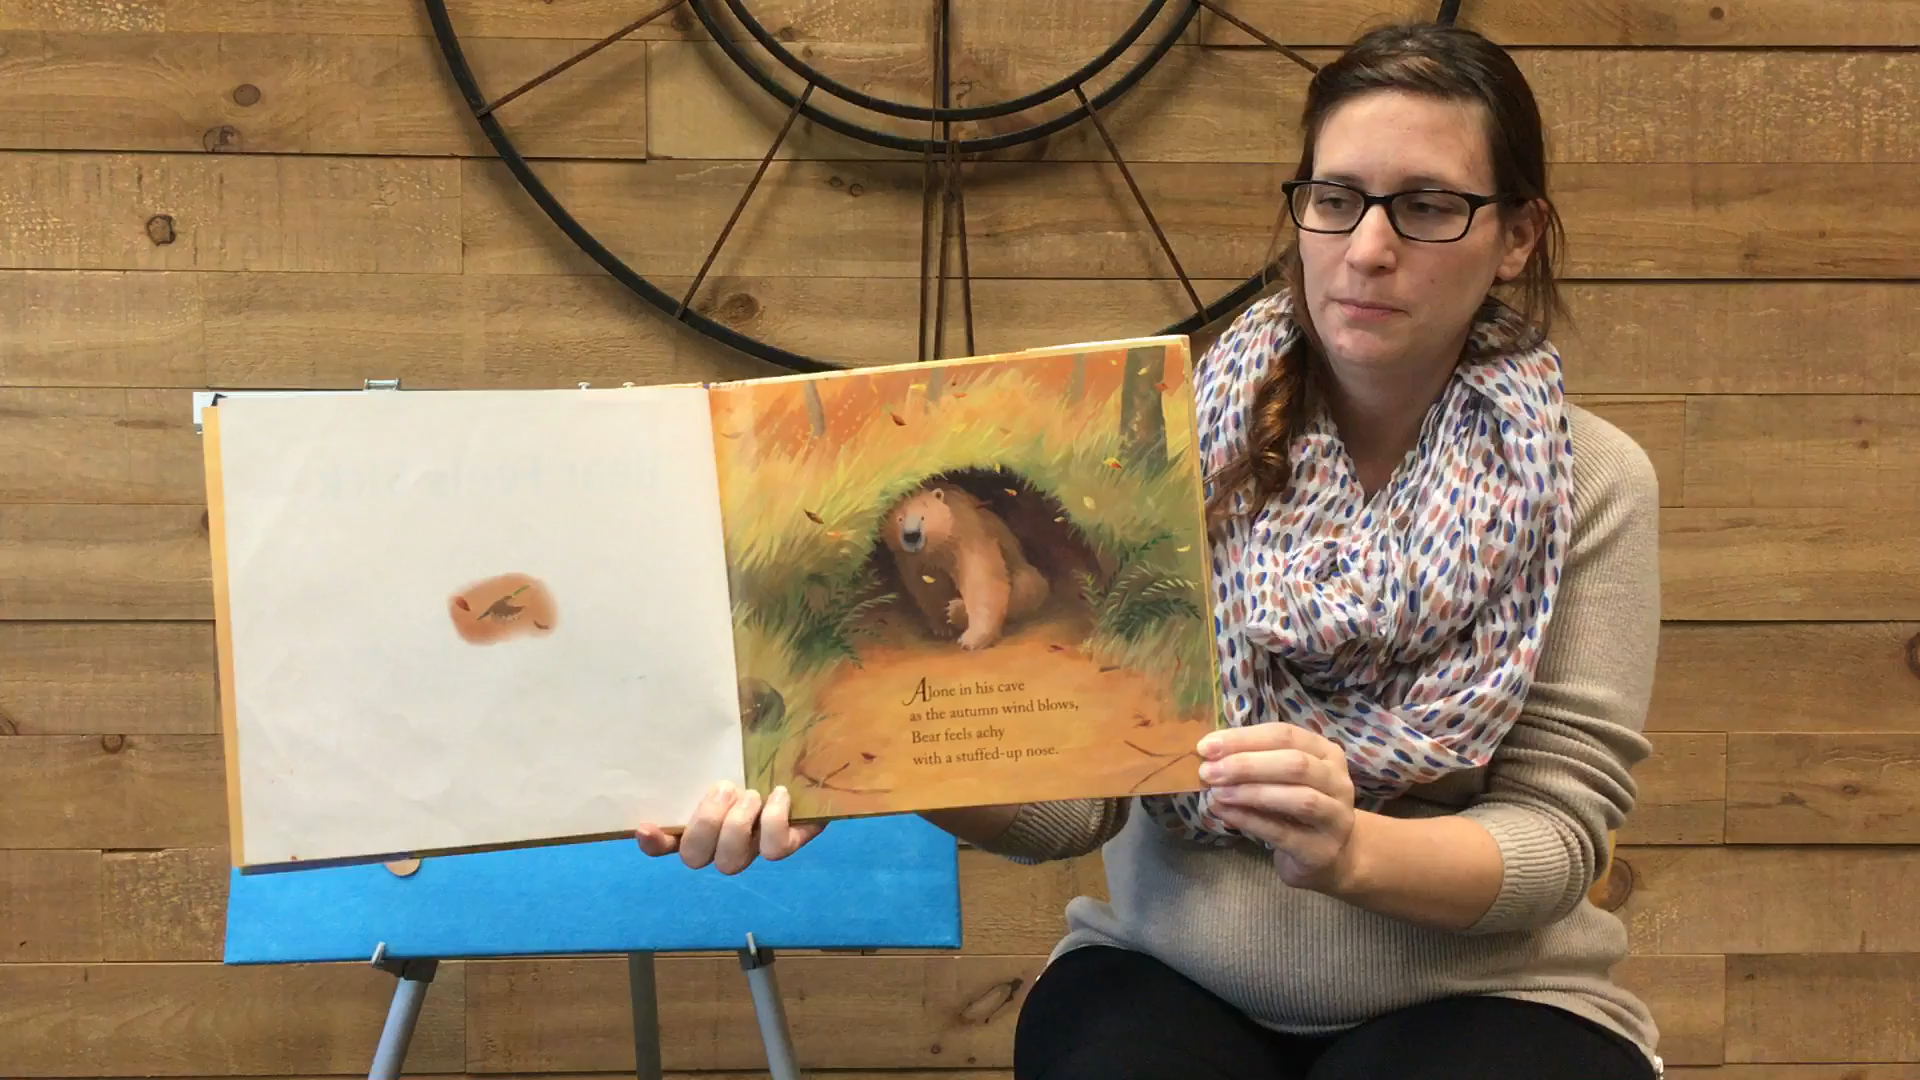 Alone in his cave
as the autumn wind blows,
Bear feels achy
with a stuffed-up nose.